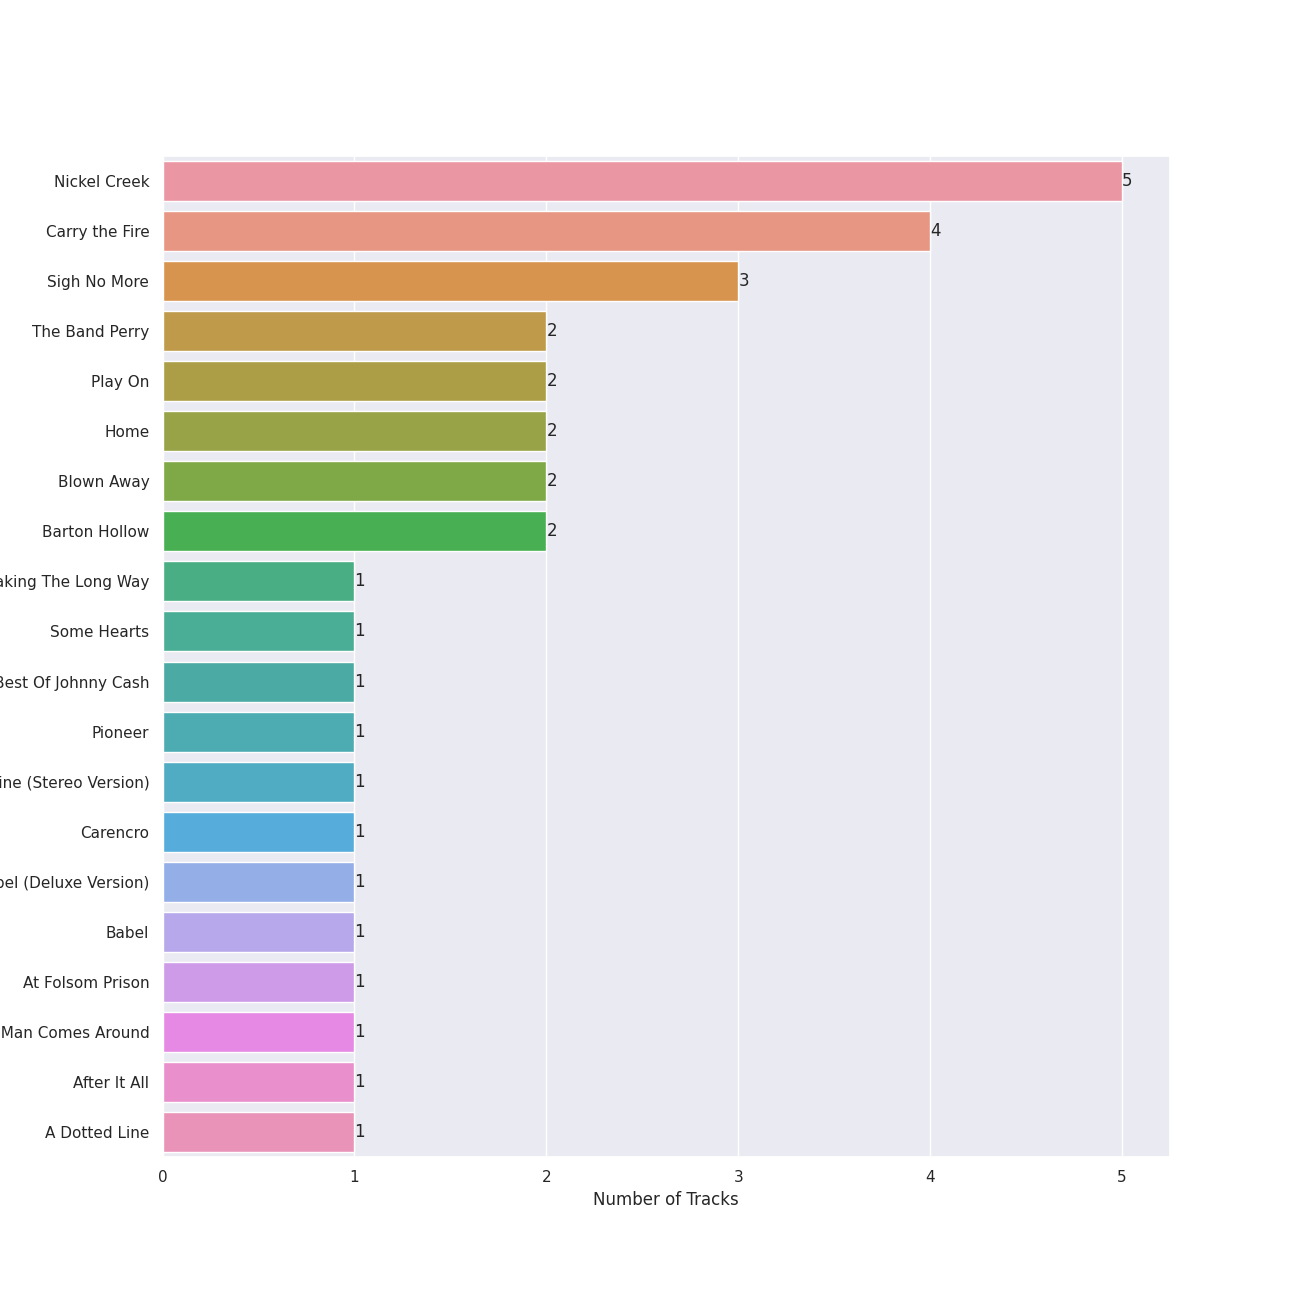 Nickel Creek 5
Carry the Fire 4
Sigh No More 3
The Band Perry 2
Play On 2
Home 2
Blown Away 2
Barton Hollow 2
aking The Long Way 1
Some Hearts 1
Best Of Johnny Cash 1
Pioneer 1
ine (Stereo Version) 1
Carencro 1
bel (Deluxe Version) 1
Babel 1
At Folsom Prison 1
Man Comes Around 1
After It All 1
A Dotted Line 1
0 1 2 3 4 5
Number of Tracks